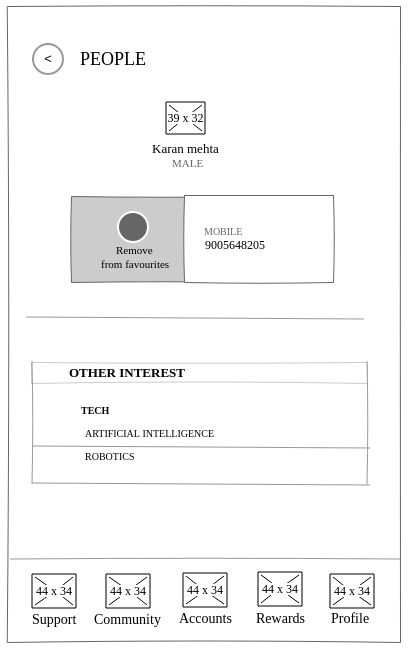 < PEOPLE
39 x 32
Karan mehta
MALE
Remove
from favourites
MOBILE
9005648205
OTHER INTEREST
TECH
ARTIFICIAL INTELLIGENCE
ROBOTICS
44 x 34 44 x 34 44 x 34 44 x 34 44 x 34
Support Community Accounts Rewards Profile